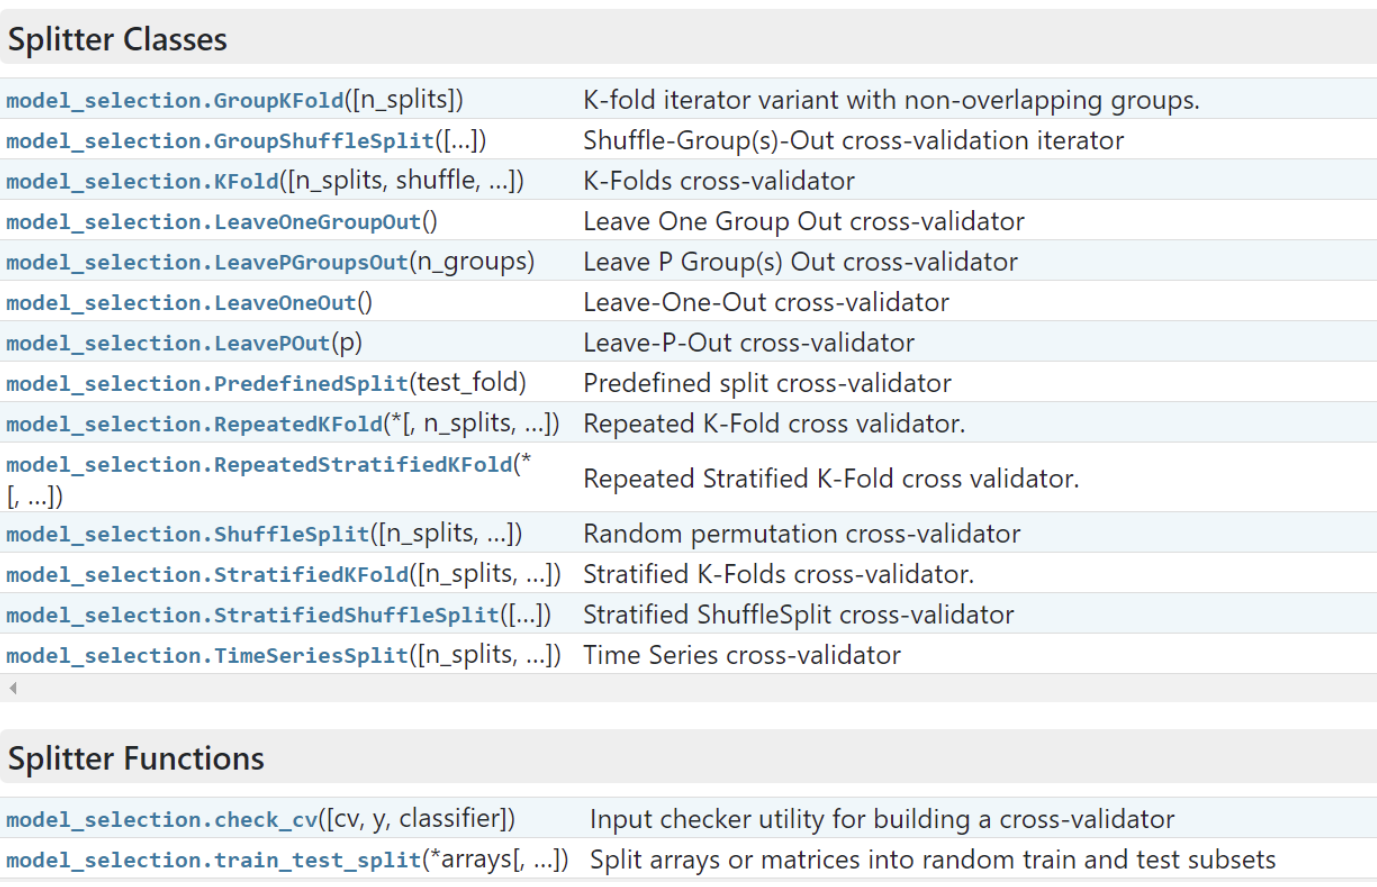 Splitter Classes
model_selection.GroupKFold([n_splits]) K-fold iterator variant with non-overlapping groups.
model_selection.GroupShuffleSplit([...]) Shuffle-Group(s)-Out cross-validation iterator
model_selection.KFold([n_splits, shuffle, ...]) K-Folds cross-validator
model_selection.LeaveOneGroupOut() Leave One Group Out cross-validator
model_selection.LeavePGroupsOut(n_groups) Leave P Group(s) Out cross-validator
model_selection.LeaveOneOut() Leave-One-Out cross-validator
model_selection.LeavePOut(p) Leave-P-Out cross-validator
model_selection.PredefinedSplit(test_fold) Predefined split cross-validator
model_selection.RepeatedKFold(*[, n_splits, ...]) Repeated K-Fold cross validator.
model_selection.RepeatedStratifiedKFold(*
[, ...]) Repeated Stratified K-Fold cross validator.
model_selection.ShuffleSplit([n_splits, ...]) Random permutation cross-validator
model_selection.StratifiedKFold([n_splits, ...]) Stratified K-Folds cross-validator.
model_selection.StratifiedShuffleSplit([...]) Stratified ShuffleSplit cross-validator
model_selection.TimeSeriesSplit([n_splits, ...]) Time Series cross-validator
Splitter Functions
model_selection.check_cv([cv, y, classifier]) Input checker utility for building a cross-validator
model_selection.train_test_split(*arrays[, ...]) Split arrays or matrices into random train and test subsets